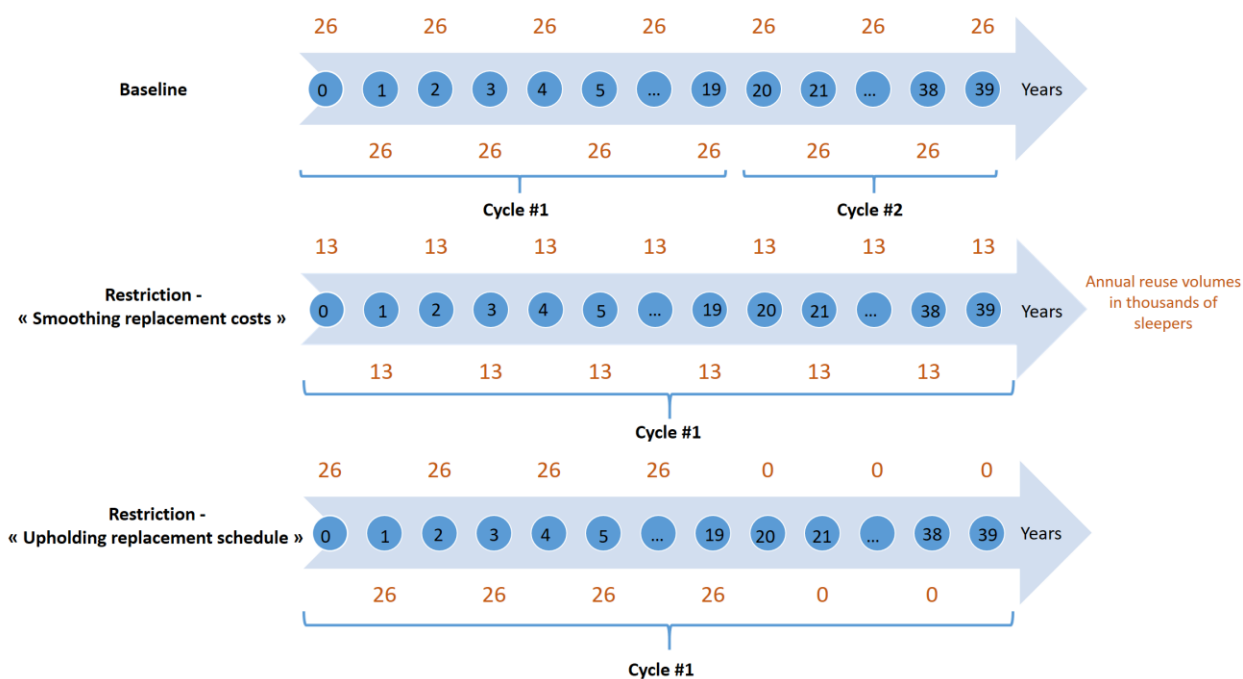 26 26 26 26 26 26 26
Baseline
0 1 2 3 4 5 ... 19 20 21 ... 38 39 Years
26 26 26 26 26 26
Cycle #1 Cycle #2
13 13 13 13 13 13 13
Restriction -
« Smoothing replacement costs »
0 1 2 3 4 5 ... 19 20 21 ... 38 39 Years
Annual reuse volumes
in thousands of
sleepers
13 13 13 13 13 13
Cycle #1
26 26 26 26 0 0 0
Restriction -
« Upholding replacement schedule »
0 1 2 3 4 5 ... 19 20 21 ... 38 39 Years
26 26 26 26 0 0
Cycle #1